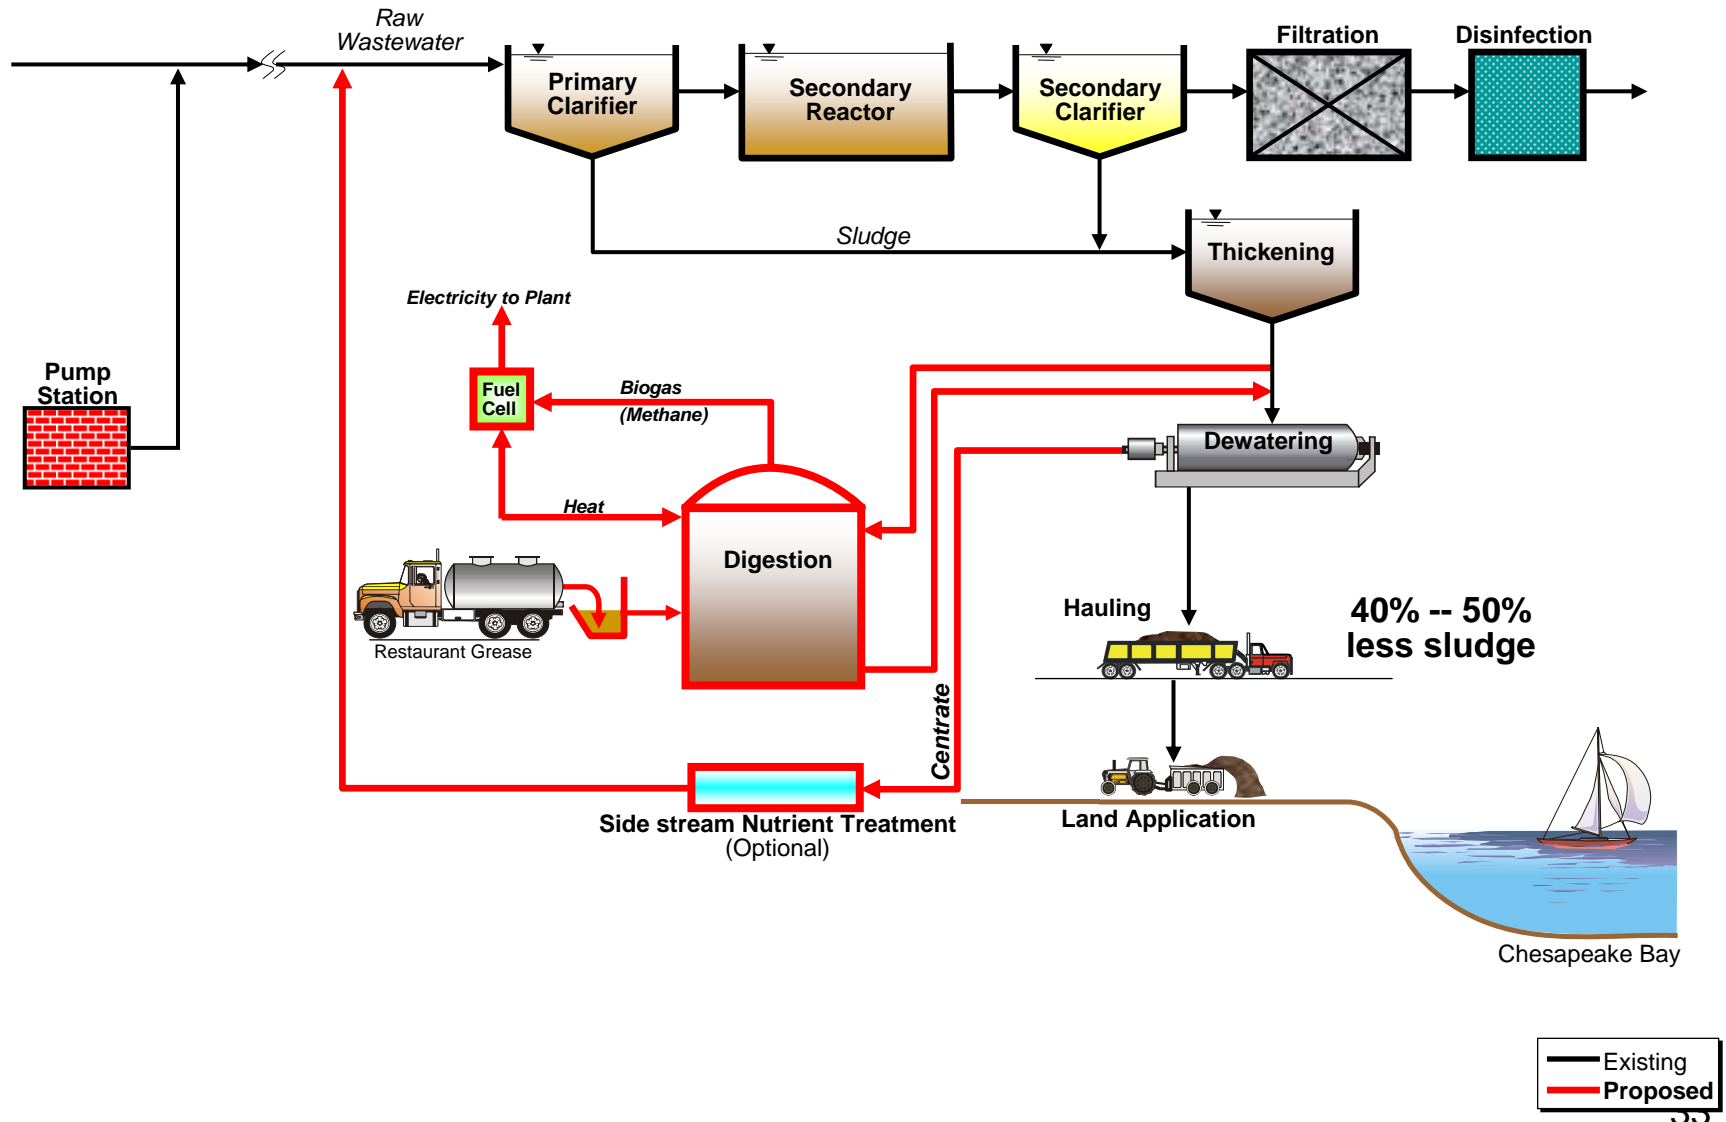 Raw
Wastewater
Filtration
Disinfection
Primary
Clarifier
Secondary
Reactor
Secondary
Clarifier
Sludge
Thickening
Electricity to Plant
Pump
Station
Fuel
Cell
Biogas
(Methane)
Dewatering
Heat
Digestion
Hauling
40% -- 50%
less sludge
Restaurant Grease
Centrate
Side stream Nutrient Treatment
(Optional)
Land Application
Chesapeake Bay
Existing
Proposed